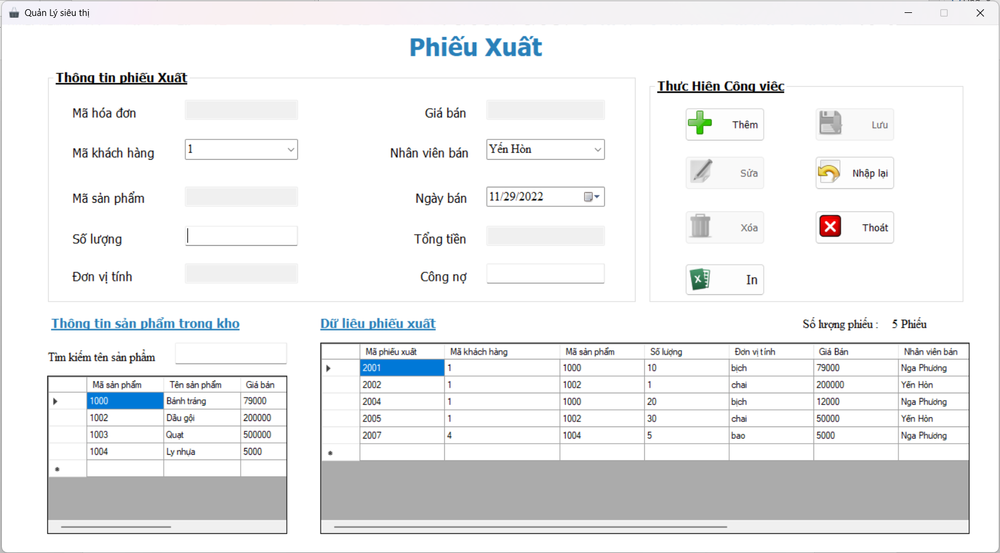 Quản Lý siêu thị
Phiếu Xuất
Thông tin phiếu Xuất
Mã hóa đơn
Giá bán
Mã khách hàng
1
Nhân viên bán
Yến Hòn
Mã sản phẩm
Ngày bán
11/29/2022
Số lượng
Tổng tiền
Đơn vị tính
Công nợ
Thực Hiện Công việc
Thêm
Lưu
Sửa
Nhập lại
Xóa
Thoát
In
Thông tin sản phẩm trong kho
Tìm kiếm tên sản phẩm
Mã sản phẩm Tên sản phẩm Giá bán
1000 Bánh tráng 79000
1002 Dầu gội 200000
1003 Quạt 500000
1004 Ly nhựa 5000
Dữ liệu phiếu xuất
Số lượng phiếu : 5 Phiếu
Mã phiếu xuất Mã khách hàng Mã sản phẩm Số lượng Đơn vị tính Giá Bán Nhân viên bán
2001 1 1000 10 bịch 79000 Nga Phương
2002 1 1002 1 chai 200000 Yến Hòn
2004 1 1000 20 bịch 12000 Nga Phương
2005 1 1002 30 chai 50000 Yến Hòn
2007 4 1004 5 bao 5000 Nga Phương